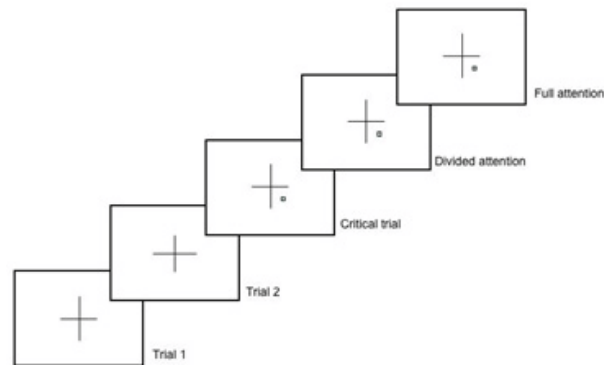 Full attention
Divided attention
Critical trial
Trial 2
Trial 1